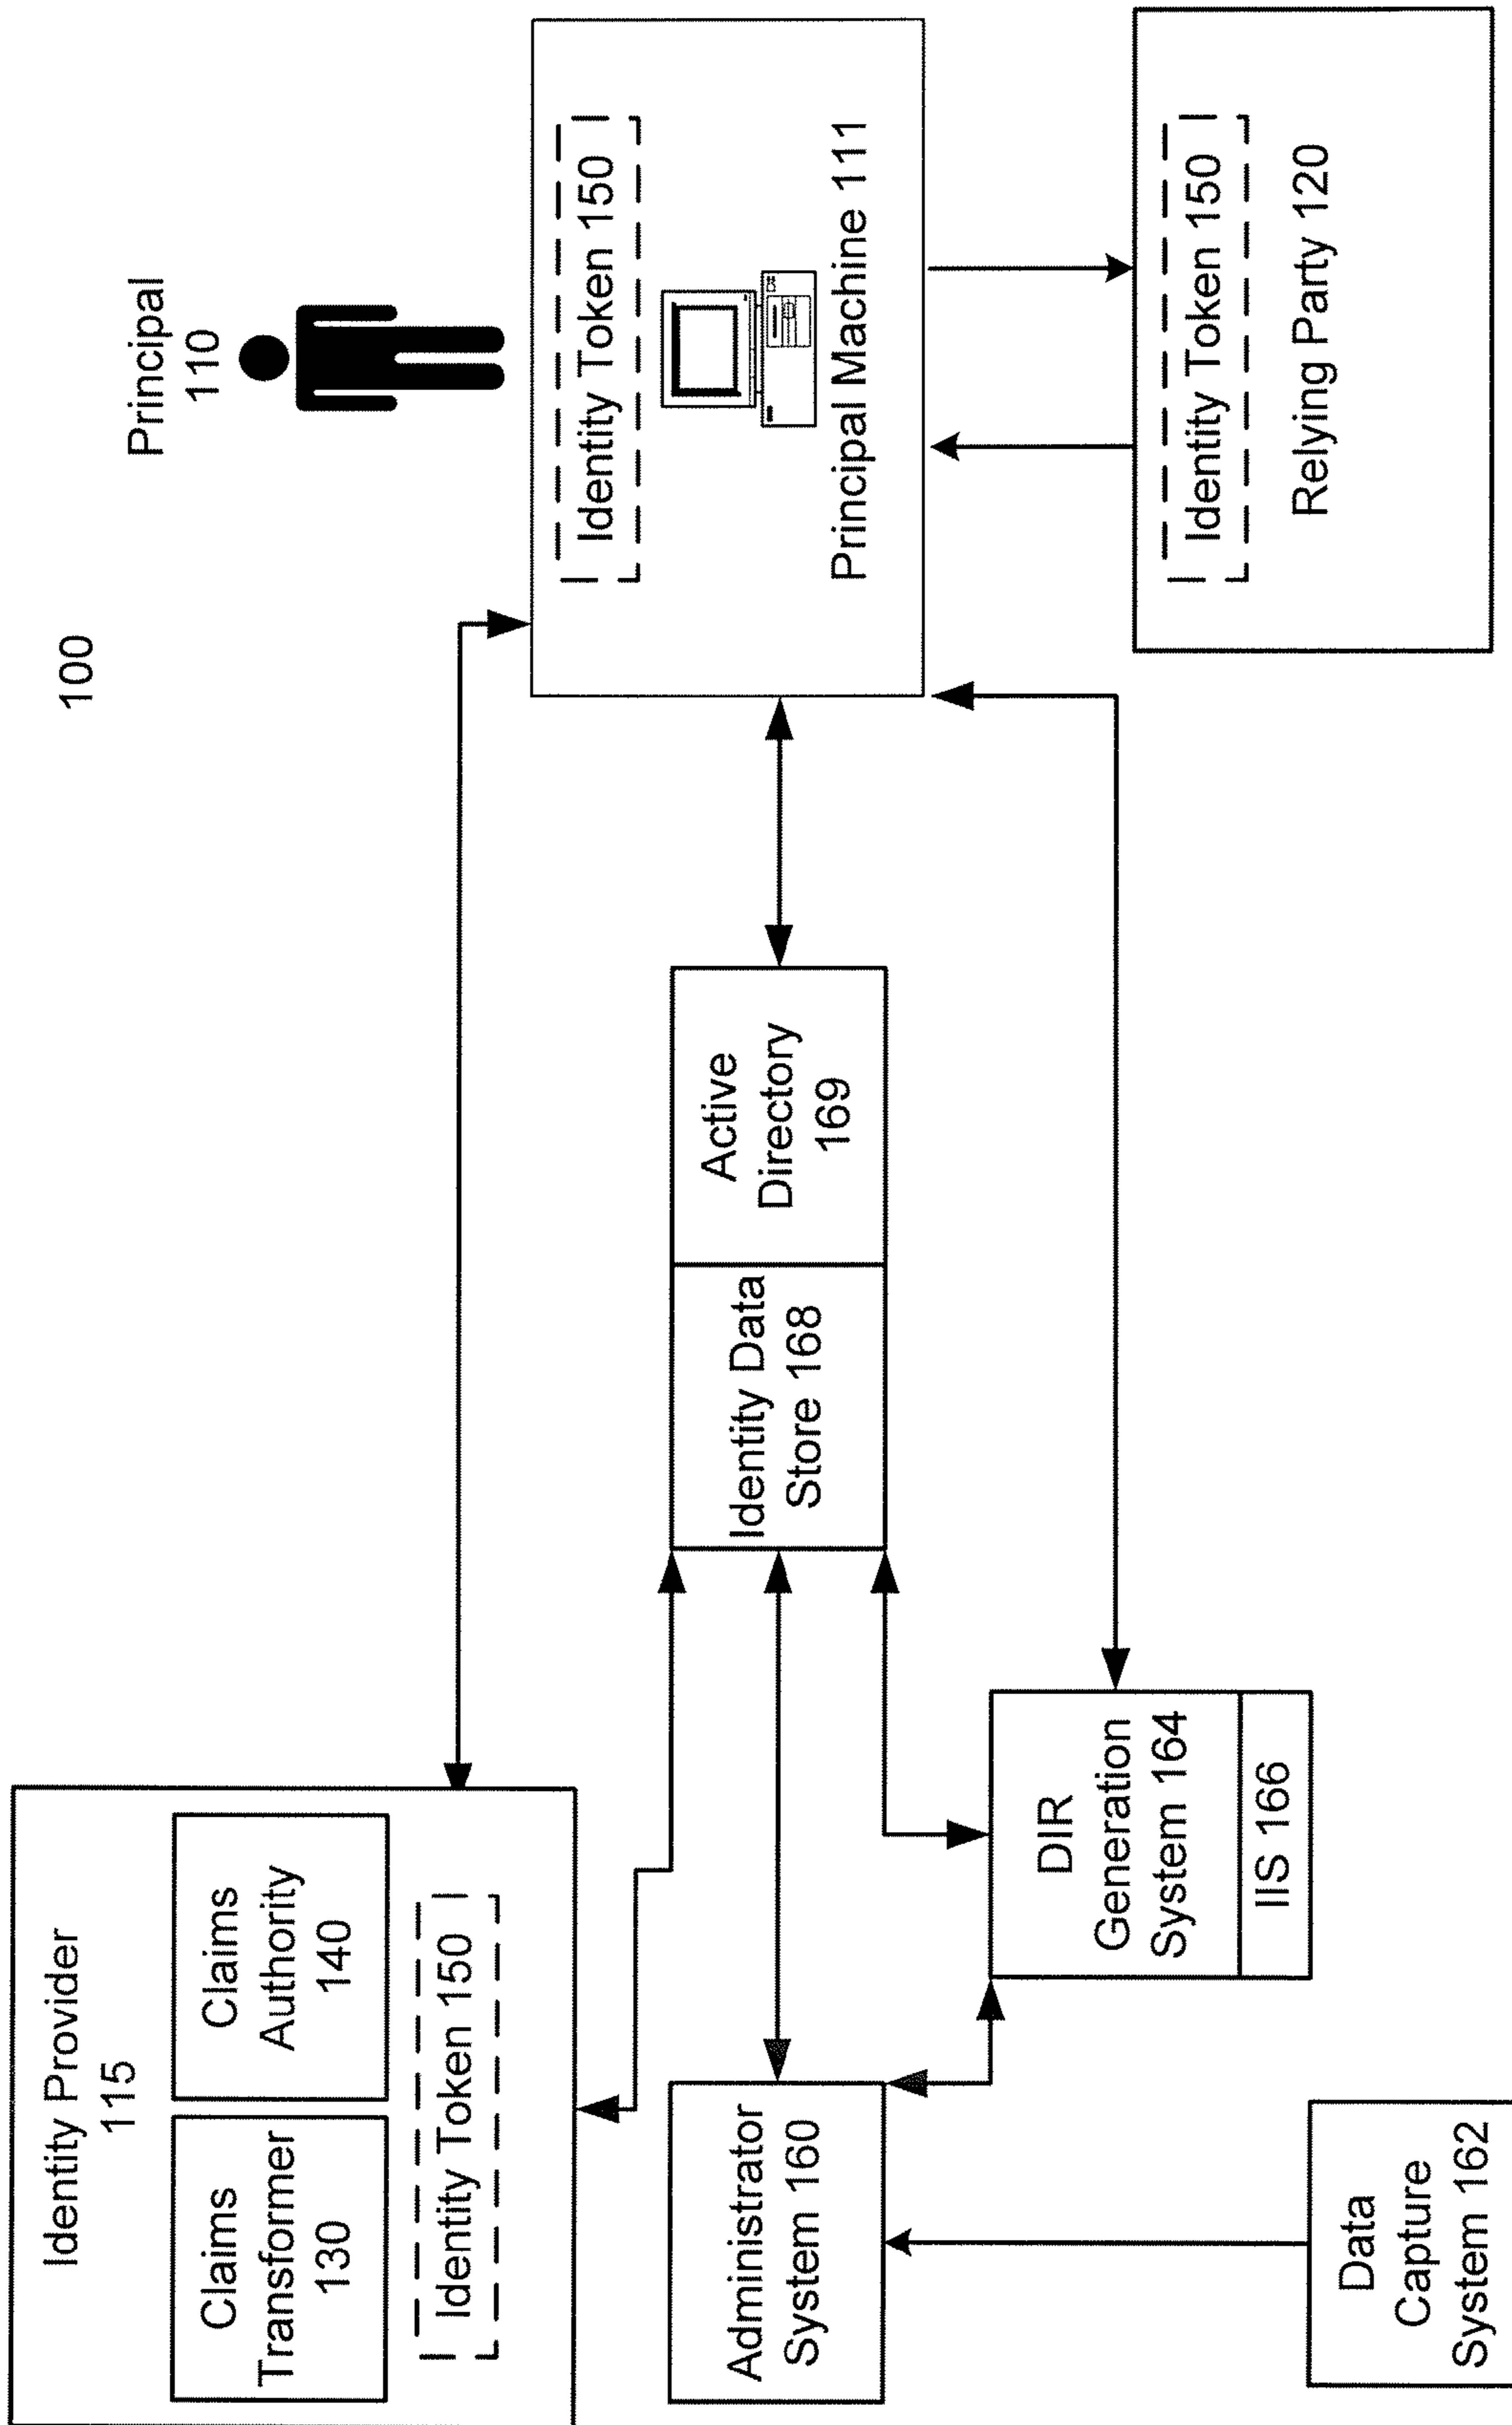 100
Principal
110
Identity Provider
115
Claims
Transformer
130
Claims
Authority
140
Identity Token 150
Identity Token 150
Principal Machine 111
Administrator
System 160
Identity Data
Store 168
Active
Directory
169
DIR
Generation
System 164
IIS 166
Data
Capture
System 162
Identity Token 150
Relying Party 120